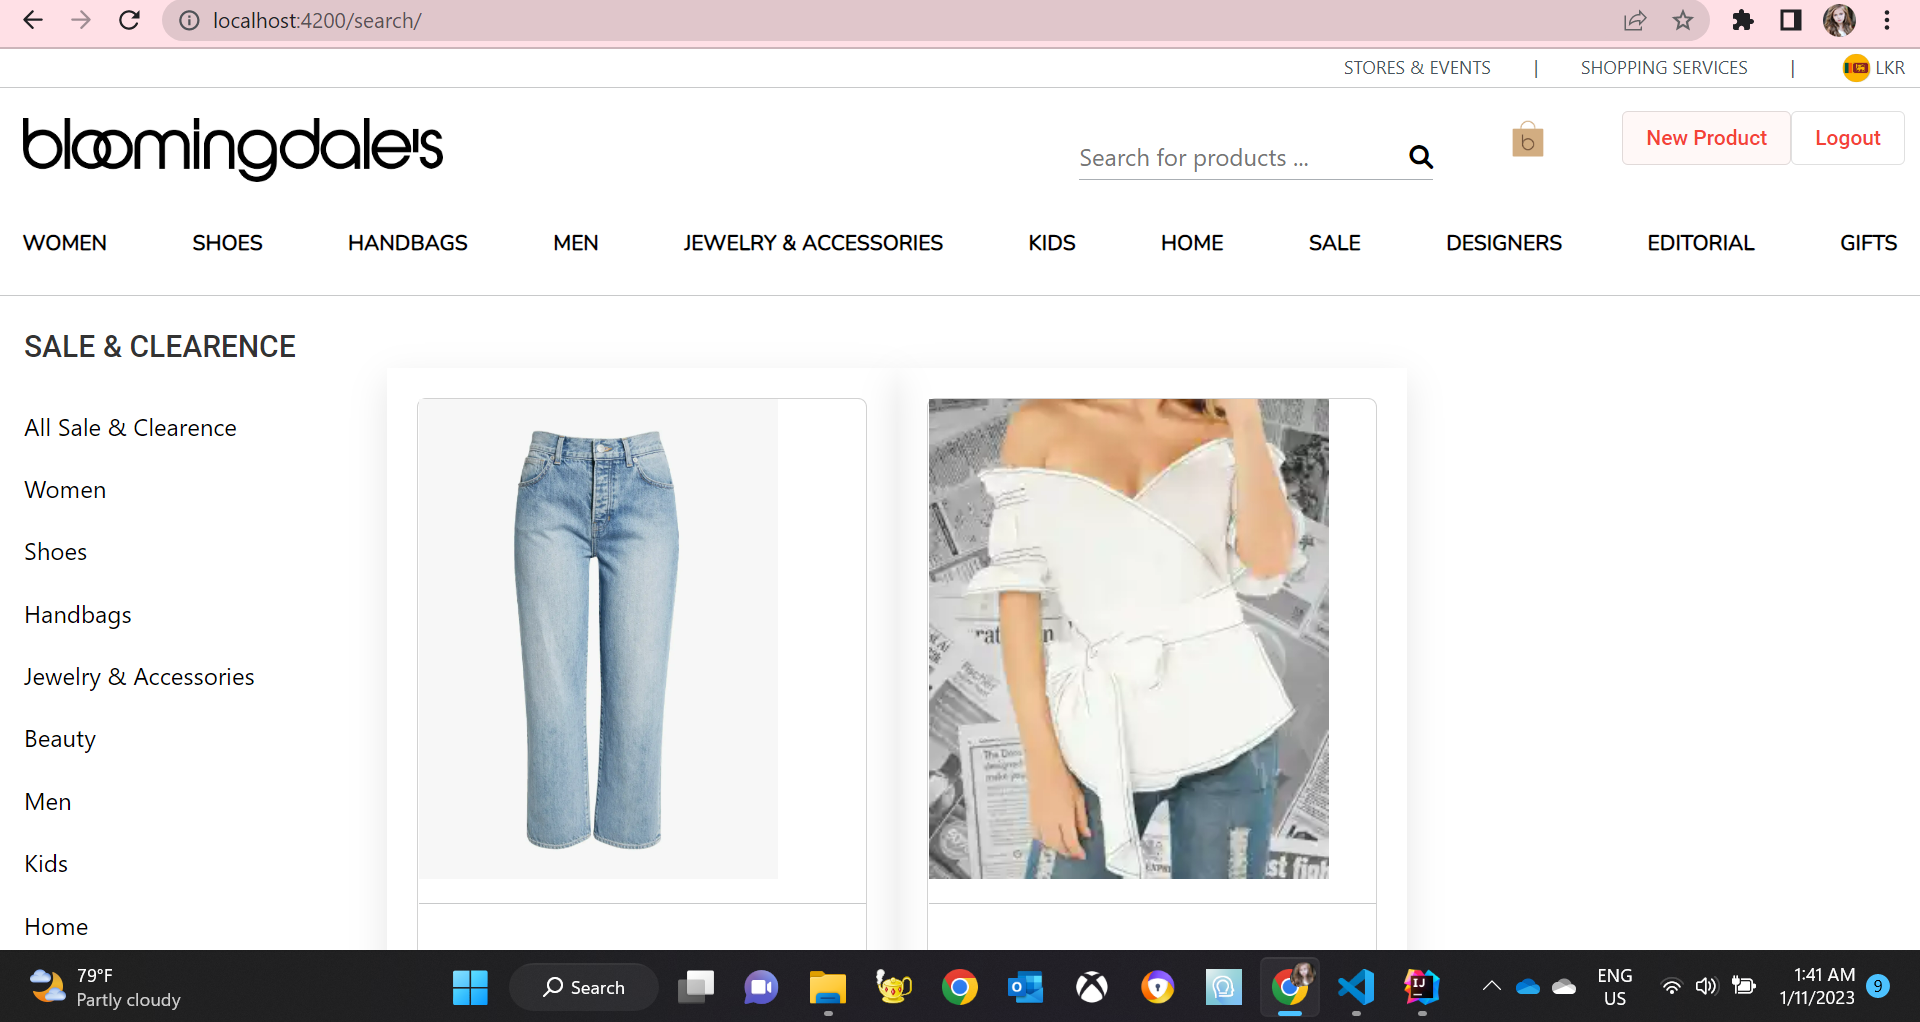 localhost:4200/search/
STORES & EVENTS | SHOPPING SERVICES | LKR
bloomingdale's
Search for products ...
b
New Product
Logout
WOMEN SHOES HANDBAGS MEN JEWELRY & ACCESSORIES KIDS HOME SALE DESIGNERS EDITORIAL GIFTS
SALE & CLEARENCE
All Sale & Clearence
Women
Shoes
Handbags
Jewelry & Accessories
Beauty
Men
Kids
Home
79°F
Partly cloudy
Search
IJ
ENG
US
1:41 AM
1/11/2023
9